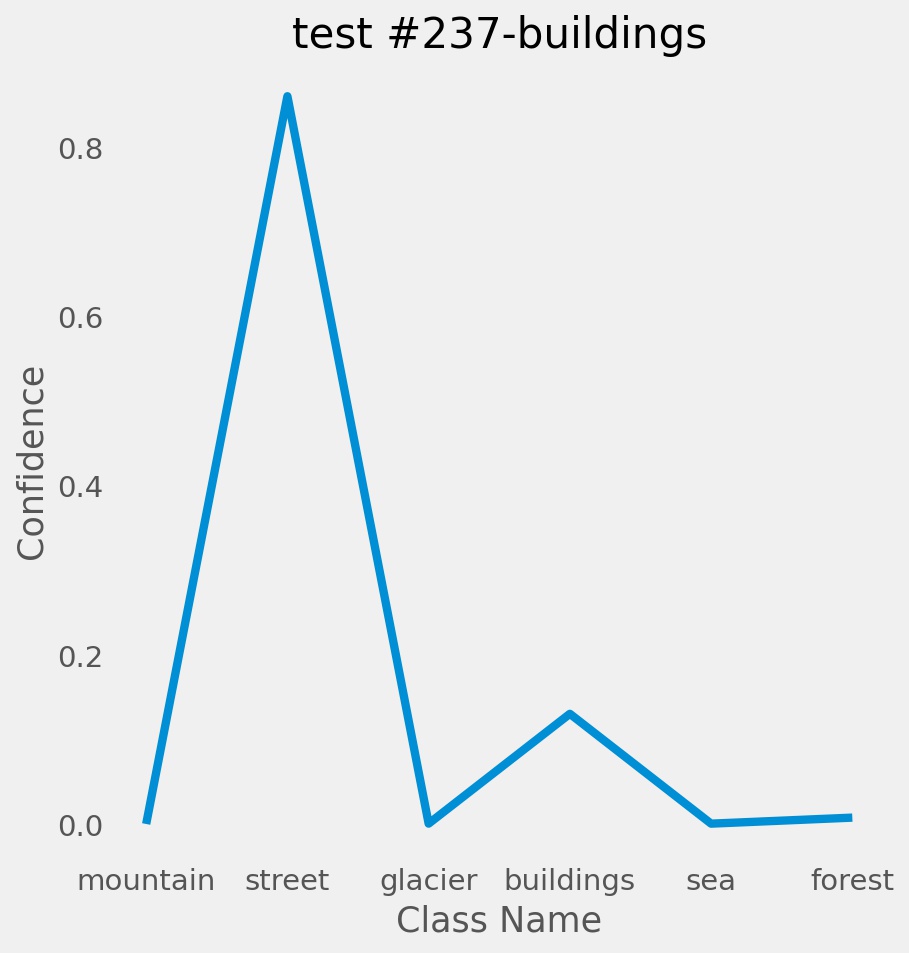 test #237-buildings
0.8
0.6
0.4
0.2
0.0
Confidence
mountain street glacier buildings sea forest
Class Name